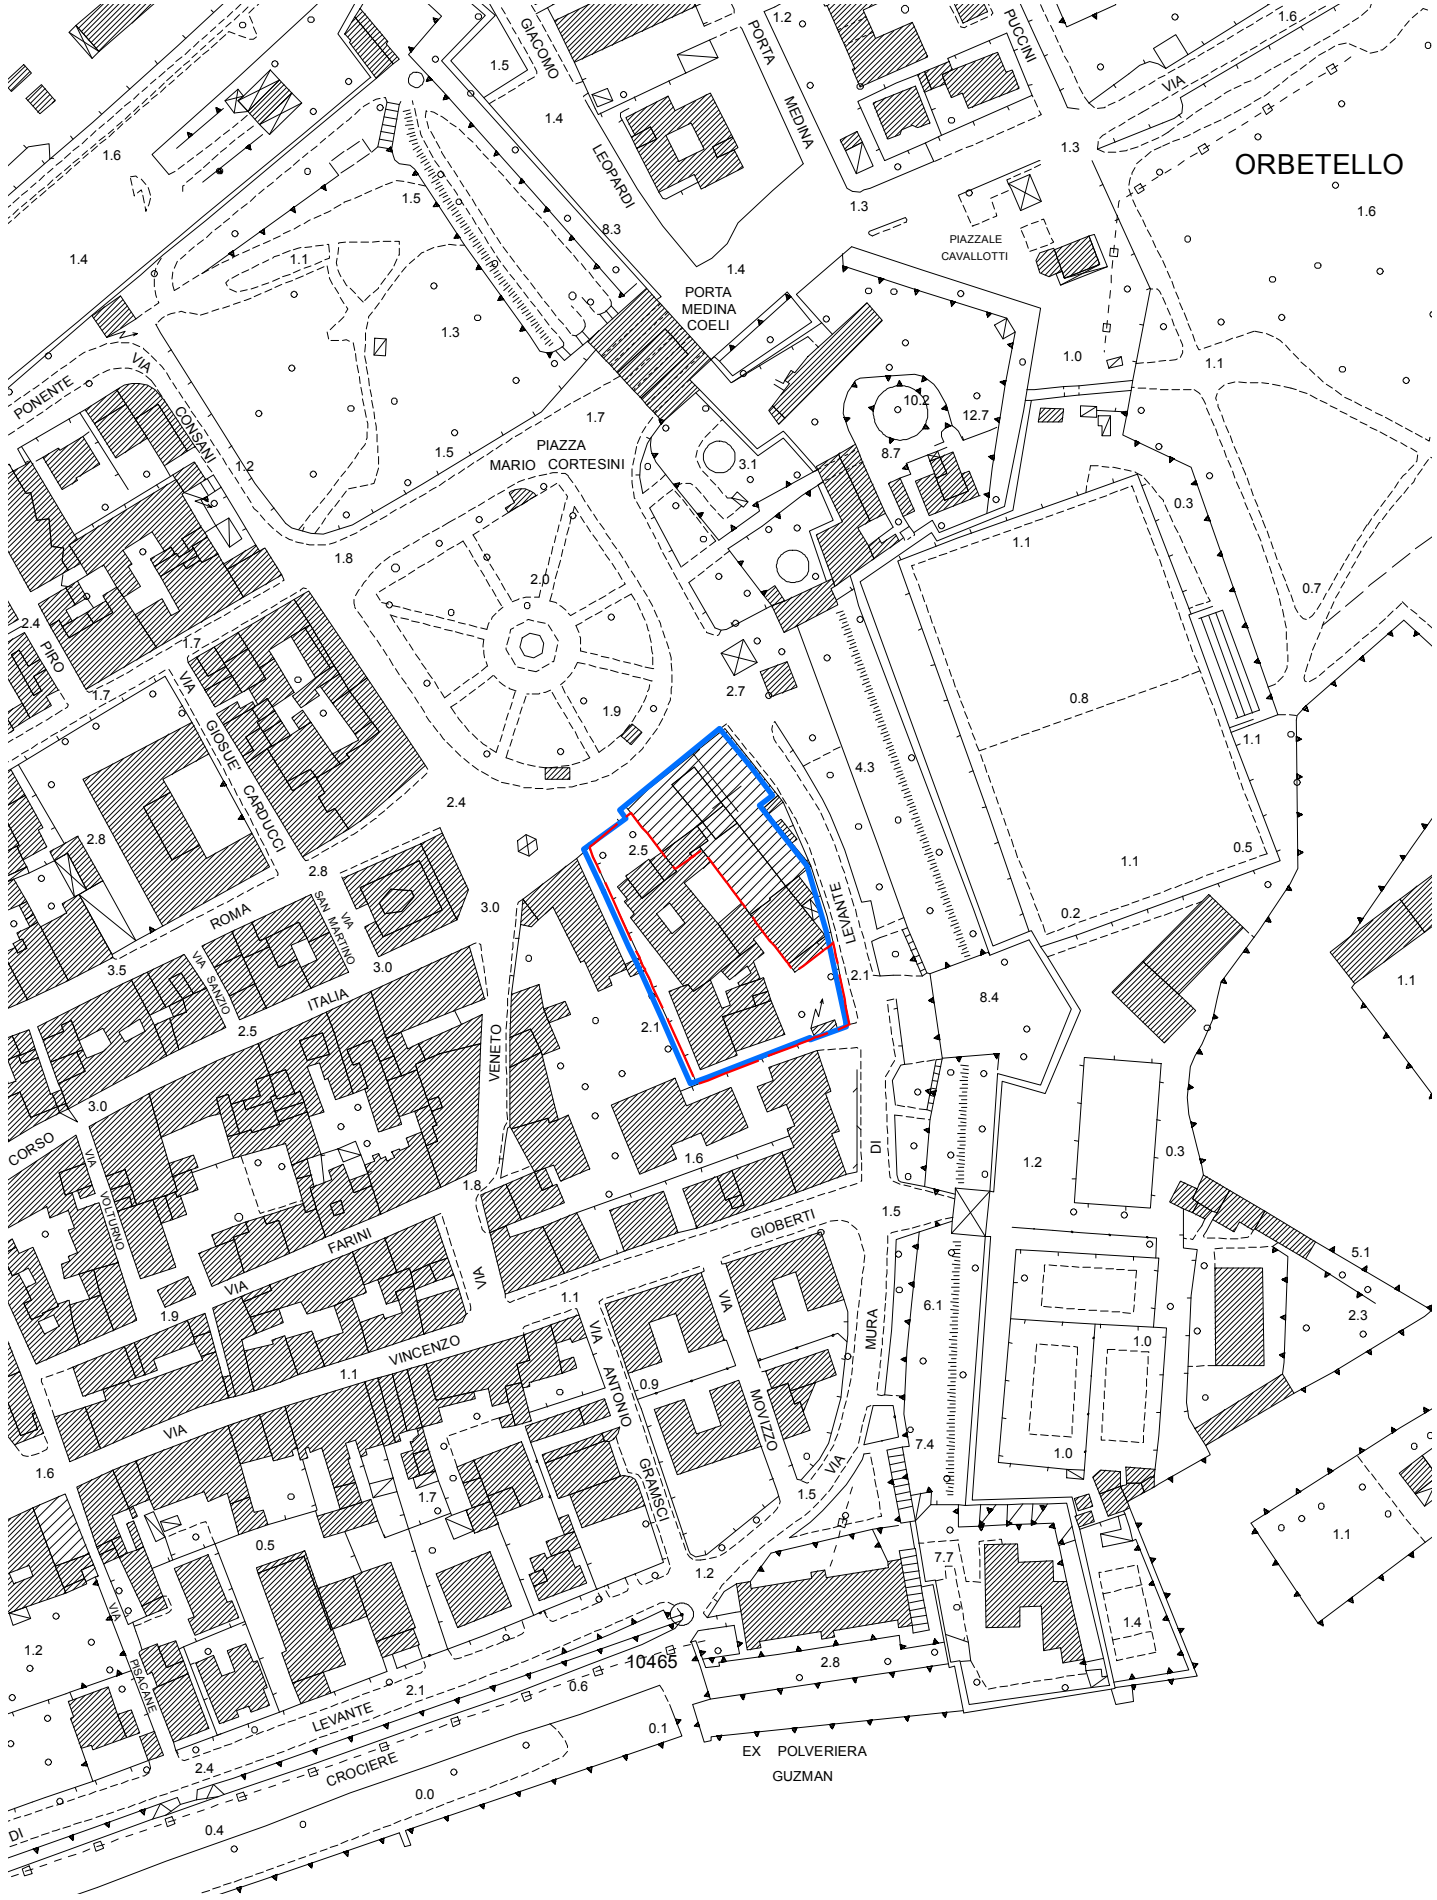 GIACOMO
1.2
PORTA
PUCCINI
1.6
1.5
VIA
1.4
MEDINA
1.3
ORBETELLO
1.6
LEOPARDI
1.5
1.3
1.6
8.3
PIAZZALE
CAVALLOTTI
1.4
1.1
1.4
PORTA
MEDINA
COELI
1.3
1.0
1.1
VIA
PONENTE
CONSANI
10.2
12.7
1.7
PIAZZA
MARIO CORTESINI
1.5
1.2
8.7
3.1
0.3
1.1
1.8
2.0
0.7
2.4
PIRO
1.7
VIA
1.7
2.7
0.8
1.9
GIOSUE'
1.1
4.3
CARDUCCI
2.4
2.8
2.5
0.5
1.1
2.8
LEVANTE
VIA
SAN MARTINO
3.0
0.2
ROMA
3.5
3.0
VIA SANZIO
2.1
1.1
ITALIA
8.4
2.5
2.1
VENETO
3.0
CORSO
VIA
DI
1.6
1.2
0.3
1.8
VOLTURNO
1.5
GIOBERTI
FARINI
5.1
VIA
VIA
1.9
1.1
VIA
6.1
2.3
VIA
MURA
1.0
VINCENZO
1.1
0.9
ANTONIO
MOVIZZO
VIA
7.4
1.0
1.6
VIA
1.7
1.5
GRAMSCI
1.1
0.5
7.7
1.2
VIA
1.4
1.2
PISACANE
10465
2.8
0.6
2.1
LEVANTE
0.1
EX POLVERIERA
GUZMAN
2.4
CROCIERE
0.0
DI
0.4